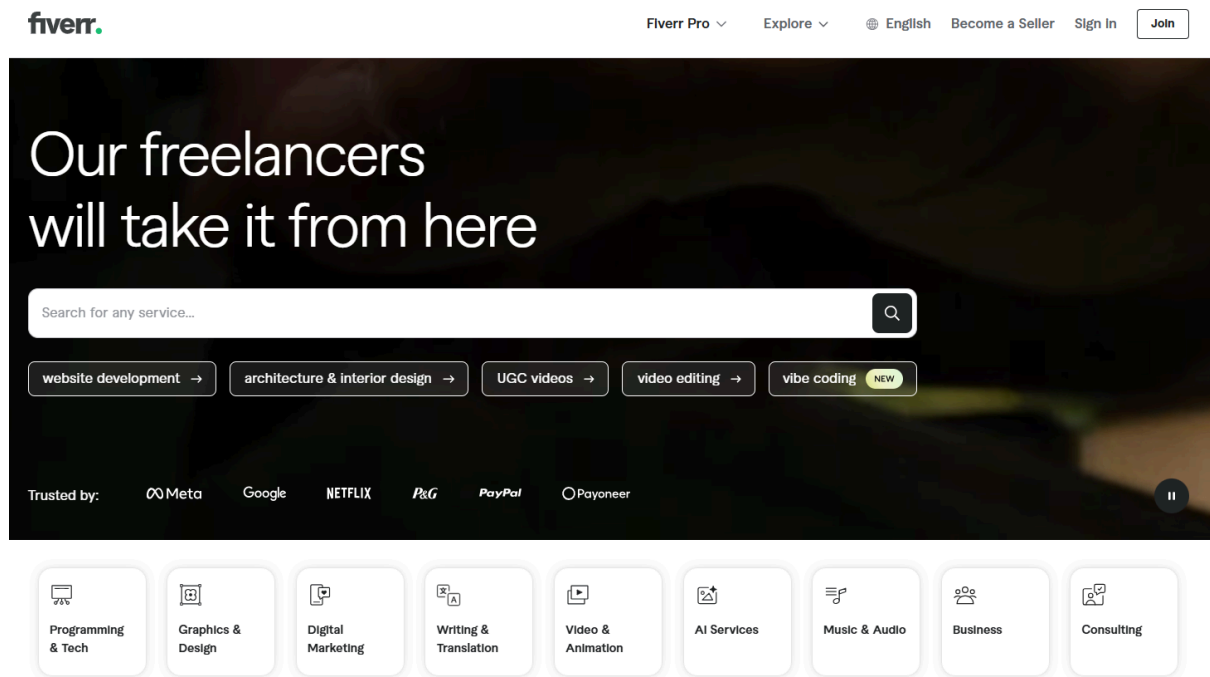 fiverr.
Fiverr Pro
Explore
English
Become a Seller
Sign In
Join
Our freelancers
will take it from here
Search for any service...
website development →
architecture & interior design →
UGC videos →
video editing →
vibe coding NEW
Trusted by:
Meta
Google
NETFLIX
P&G
PayPal
Payoneer
Programming
& Tech
Graphics &
Design
Digital
Marketing
Writing &
Translation
Video &
Animation
AI Services
Music & Audio
Business
Consulting